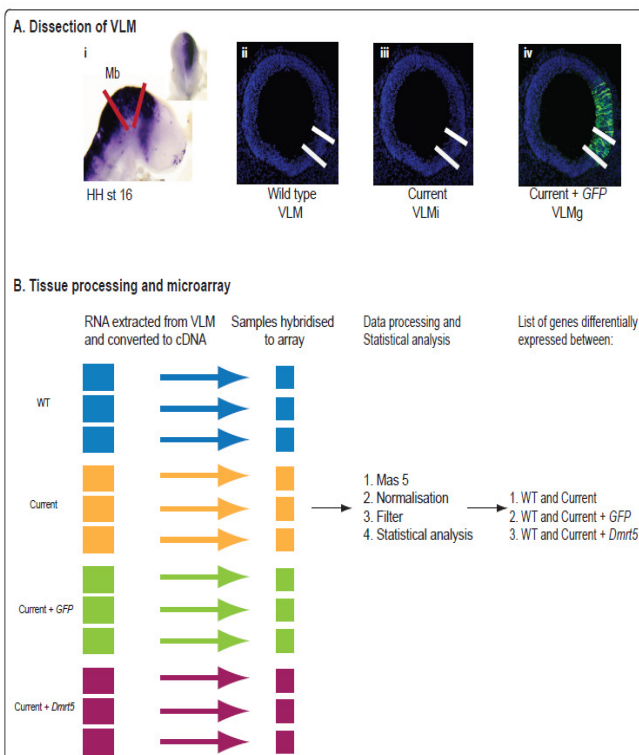 A. Dissection of VLM
i
Mb
HH st 16
ii
Wild type
VLM
iii
Current
VLMi
iv
Current + GFP
VLMg
B. Tissue processing and microarray
RNA extracted from VLM
and converted to cDNA
Samples hybridised
to array
Data processing and
Statistical analysis
List of genes differentially
expressed between:
WT
Current
Current + GFP
Current + Dmrt5
1. Mas 5
2. Normalisation
3. Filter
4. Statistical analysis
1. WT and Current
2. WT and Current + GFP
3. WT and Current + Dmrt5